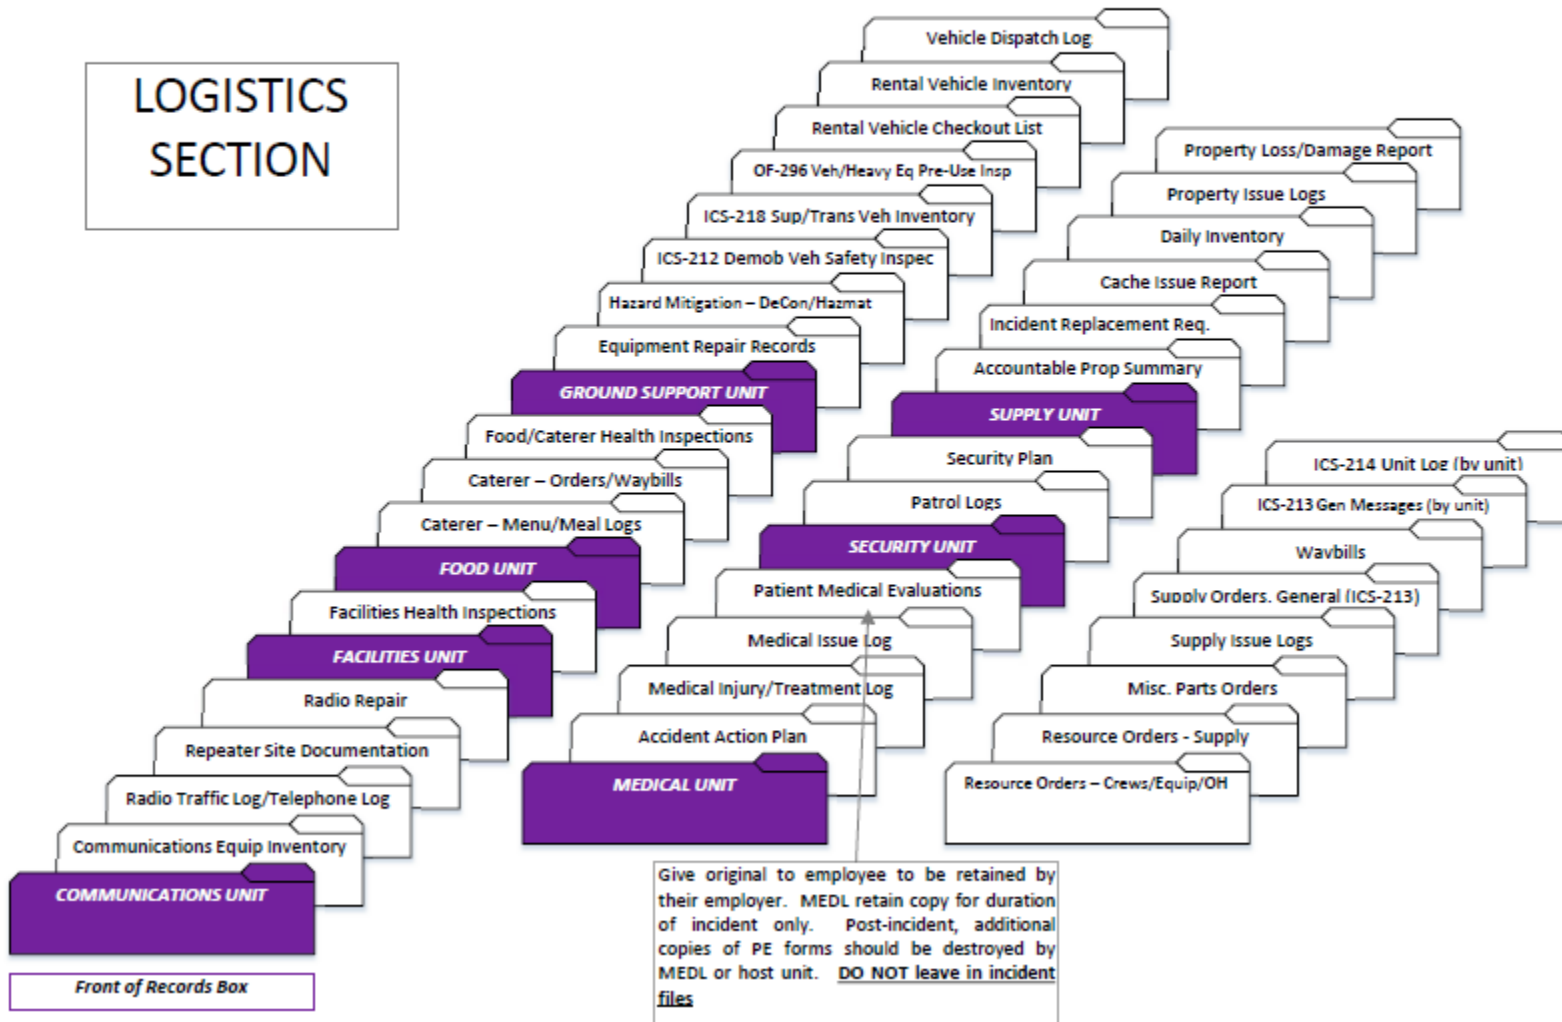 LOGISTICS
SECTION
Vehicle Dispatch Log
Rental Vehicle Inventory
Rental Vehicle Checkout List
OF-296 Veh/Heavy Eq Pre-Use Insp
ICS-218 Sup/Trans Veh Inventory
ICS-212 Demob Veh Safety Inspec
Hazard Mitigation – DeCon/Hazmat
Equipment Repair Records
GROUND SUPPORT UNIT
Food/Caterer Health Inspections
Caterer – Orders/Waybills
Caterer – Menu/Meal Logs
FOOD UNIT
Facilities Health Inspections
FACILITIES UNIT
Radio Repair
Repeater Site Documentation
Radio Traffic Log/Telephone Log
Communications Equip Inventory
COMMUNICATIONS UNIT
Front of Records Box
Property Loss/Damage Report
Property Issue Logs
Daily Inventory
Cache Issue Report
Incident Replacement Req.
Accountable Prop Summary
SUPPLY UNIT
Security Plan
Patrol Logs
SECURITY UNIT
Patient Medical Evaluations
Medical Issue Log
Medical Injury/Treatment Log
Accident Action Plan
MEDICAL UNIT
Give original to employee to be retained by
their employer. MEDL retain copy for duration
of incident only. Post-incident, additional
copies of PE forms should be destroyed by
MEDL or host unit. DO NOT leave in incident
files
ICS-214 Unit Log (by unit)
ICS-213 Gen Messages (by unit)
Waybills
Supply Orders, General (ICS-213)
Supply Issue Logs
Misc. Parts Orders
Resource Orders - Supply
Resource Orders – Crews/Equip/OH